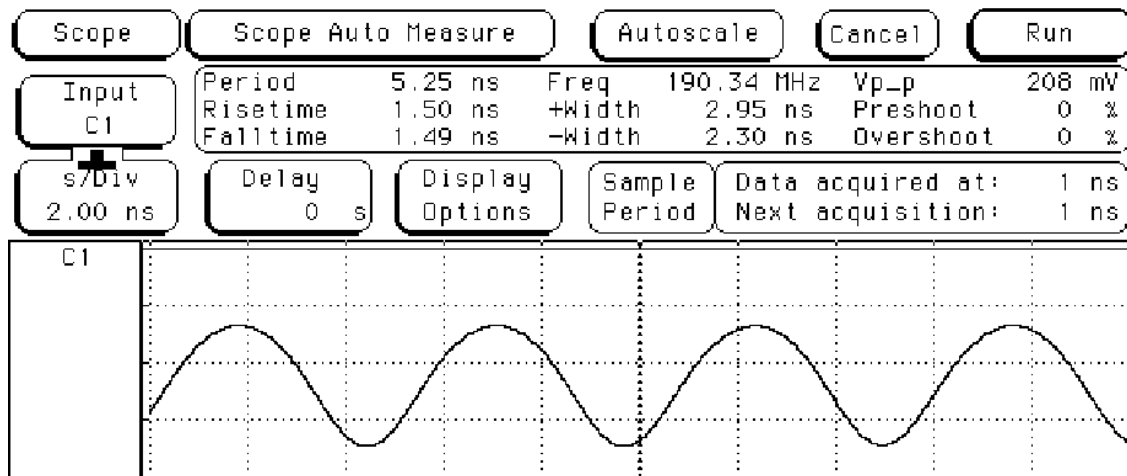 Scope Scope Auto Measure Autoscale Cancel Run
Input
C1
Period 5.25 ns Freq 190.34 MHz Vp_p 208 mV
Risetime 1.50 ns +Width 2.95 ns Preshoot 0 %
Falltime 1.49 ns -Width 2.30 ns Overshoot 0 %
s/Div Delay Display Sample Data acquired at: 1 ns
2.00 ns 0 s Options Period Next acquisition: 1 ns
C1